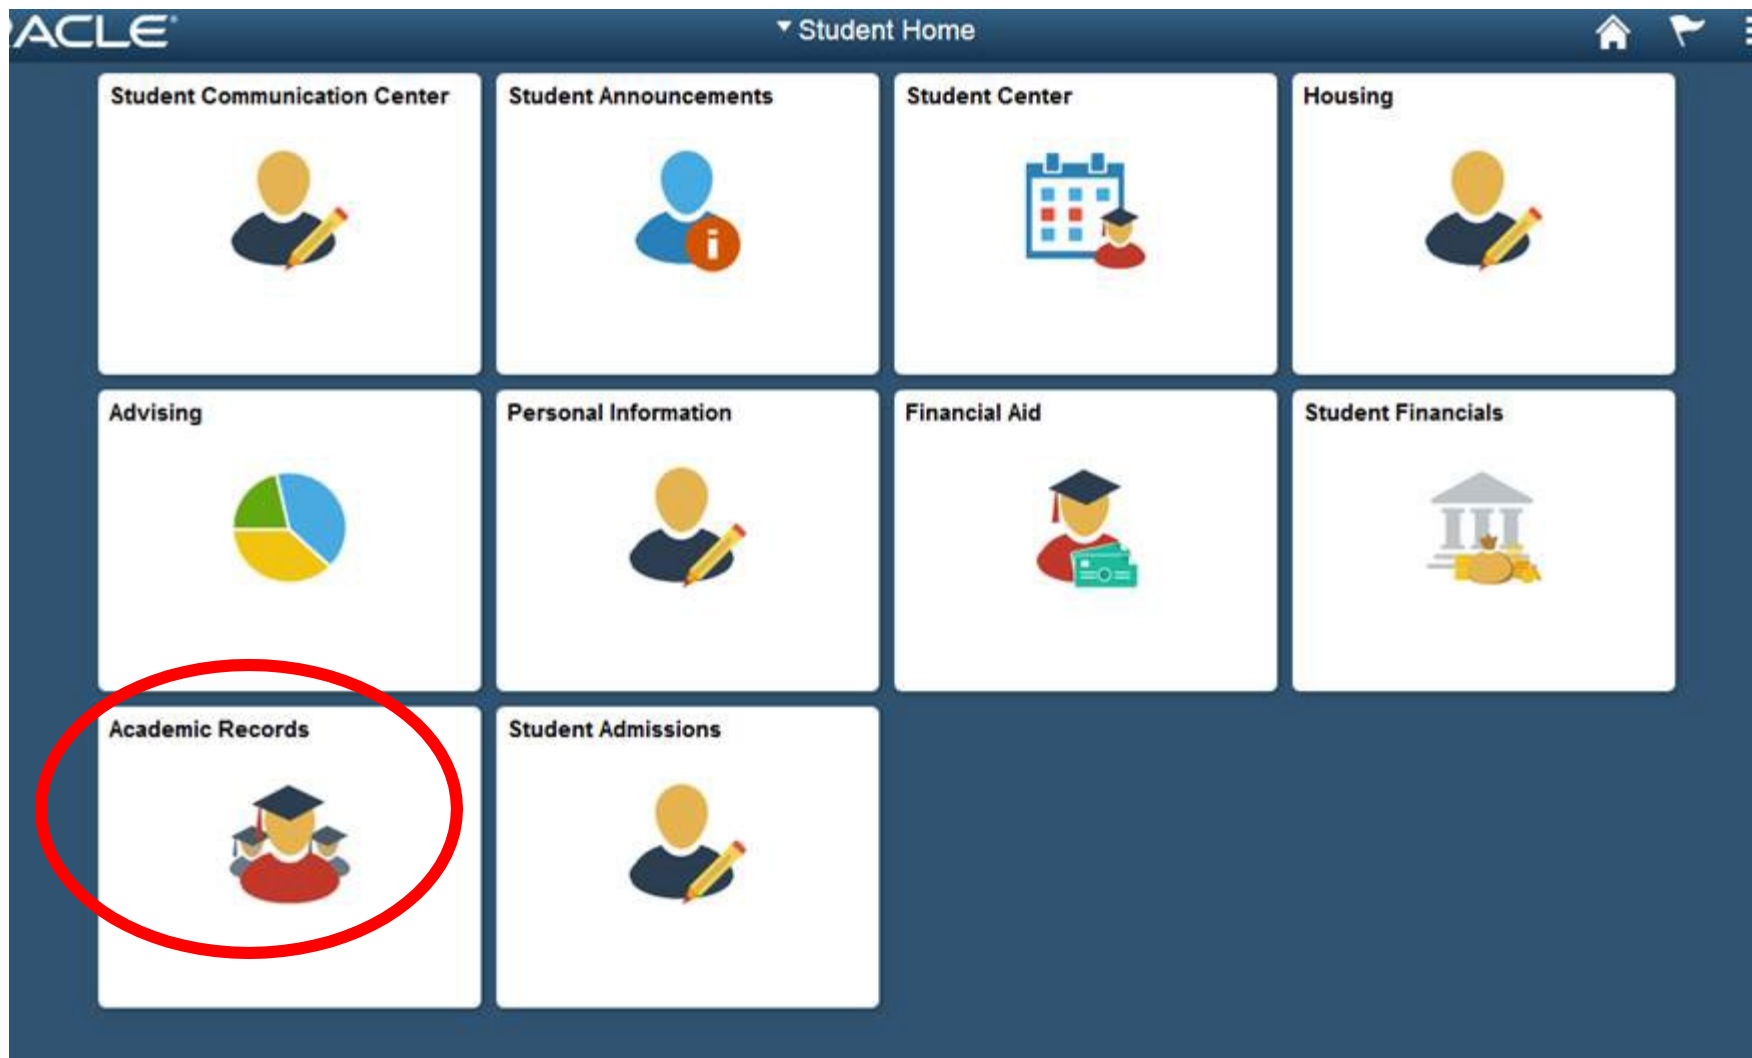 ACLE
Student Home
Student Communication Center
Student Announcements
Student Center
Housing
Advising
Personal Information
Financial Aid
Student Financials
Academic Records
Student Admissions